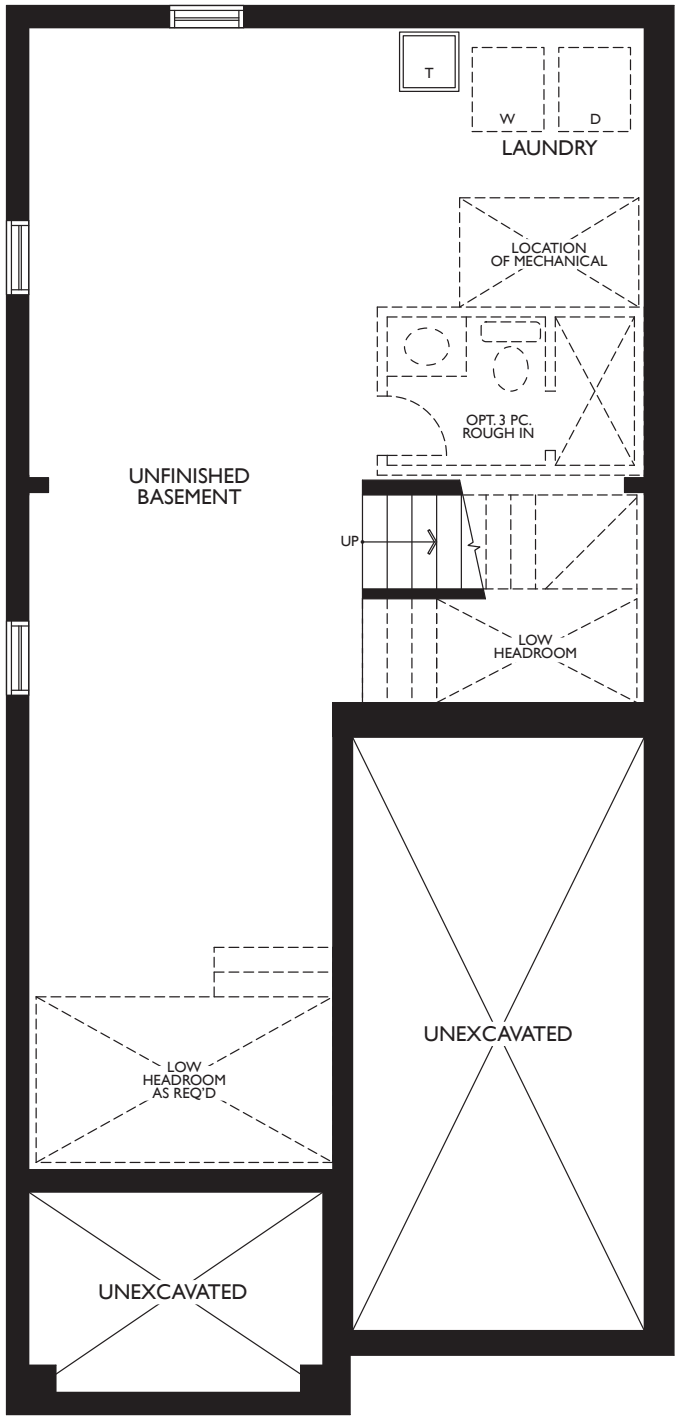 T
W
D
LAUNDRY
LOCATION
OF MECHANICAL
OPT. 3 PC.
ROUGH IN
UNFINISHED
BASEMENT
UP
LOW
HEADROOM
UNEXCAVATED
LOW
HEADROOM
AS REQ'D
UNEXCAVATED